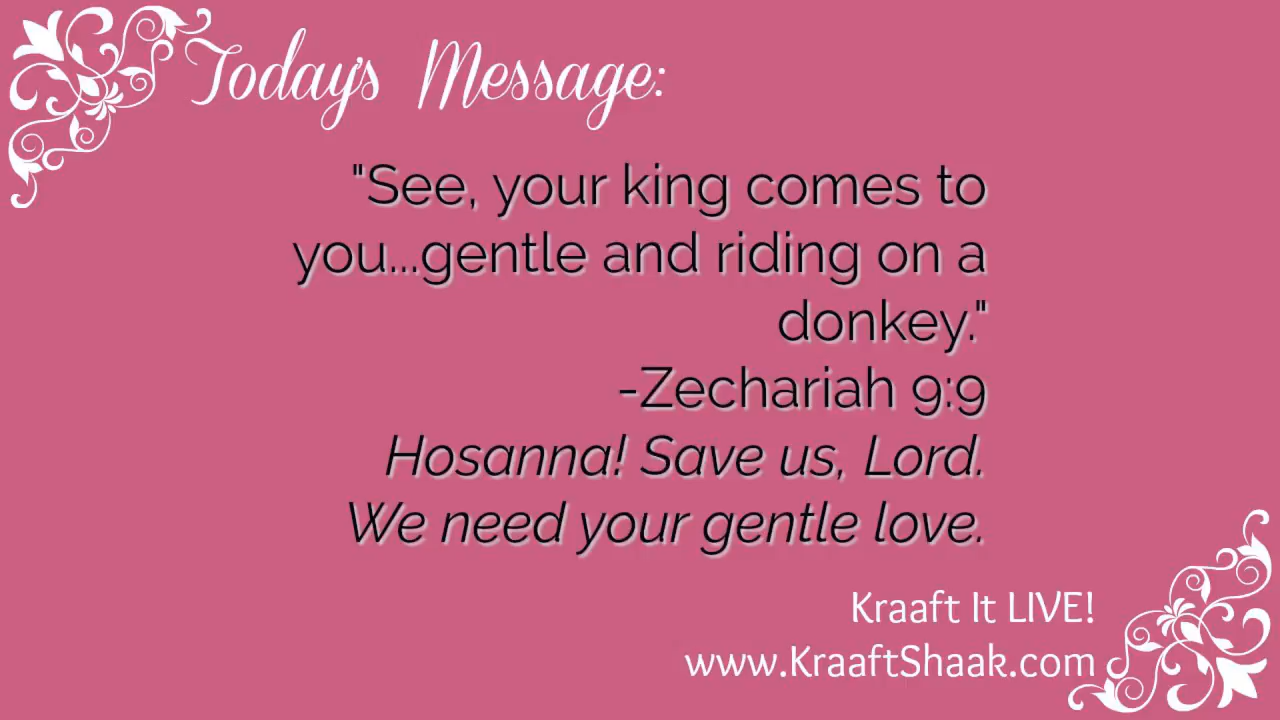 Today's Message:
"See, your king comes to
you...gentle and riding on a
donkey."
-Zechariah 9:9
Hosanna! Save us, Lord.
We need your gentle love.
Kraaft It LIVE!
www.KraaftShaak.com